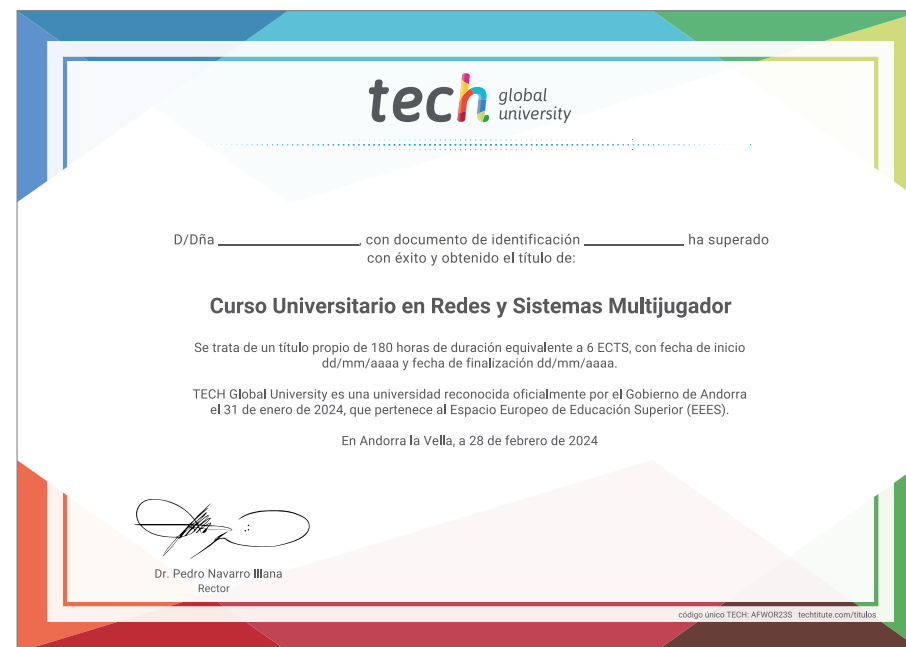 tech global university
D/Dña ____________________, con documento de identificación ______________ ha superado
con éxito y obtenido el título de:
Curso Universitario en Redes y Sistemas Multijugador
Se trata de un título propio de 180 horas de duración equivalente a 6 ECTS, con fecha de inicio
dd/mm/aaaa y fecha de finalización dd/mm/aaaa.
TECH Global University es una universidad reconocida oficialmente por el Gobierno de Andorra
el 31 de enero de 2024, que pertenece al Espacio Europeo de Educación Superior (EEES).
En Andorra la Vella, a 28 de febrero de 2024
Dr. Pedro Navarro Illana
Rector
código único TECH: AFWOR23S techtitute.com/titulos